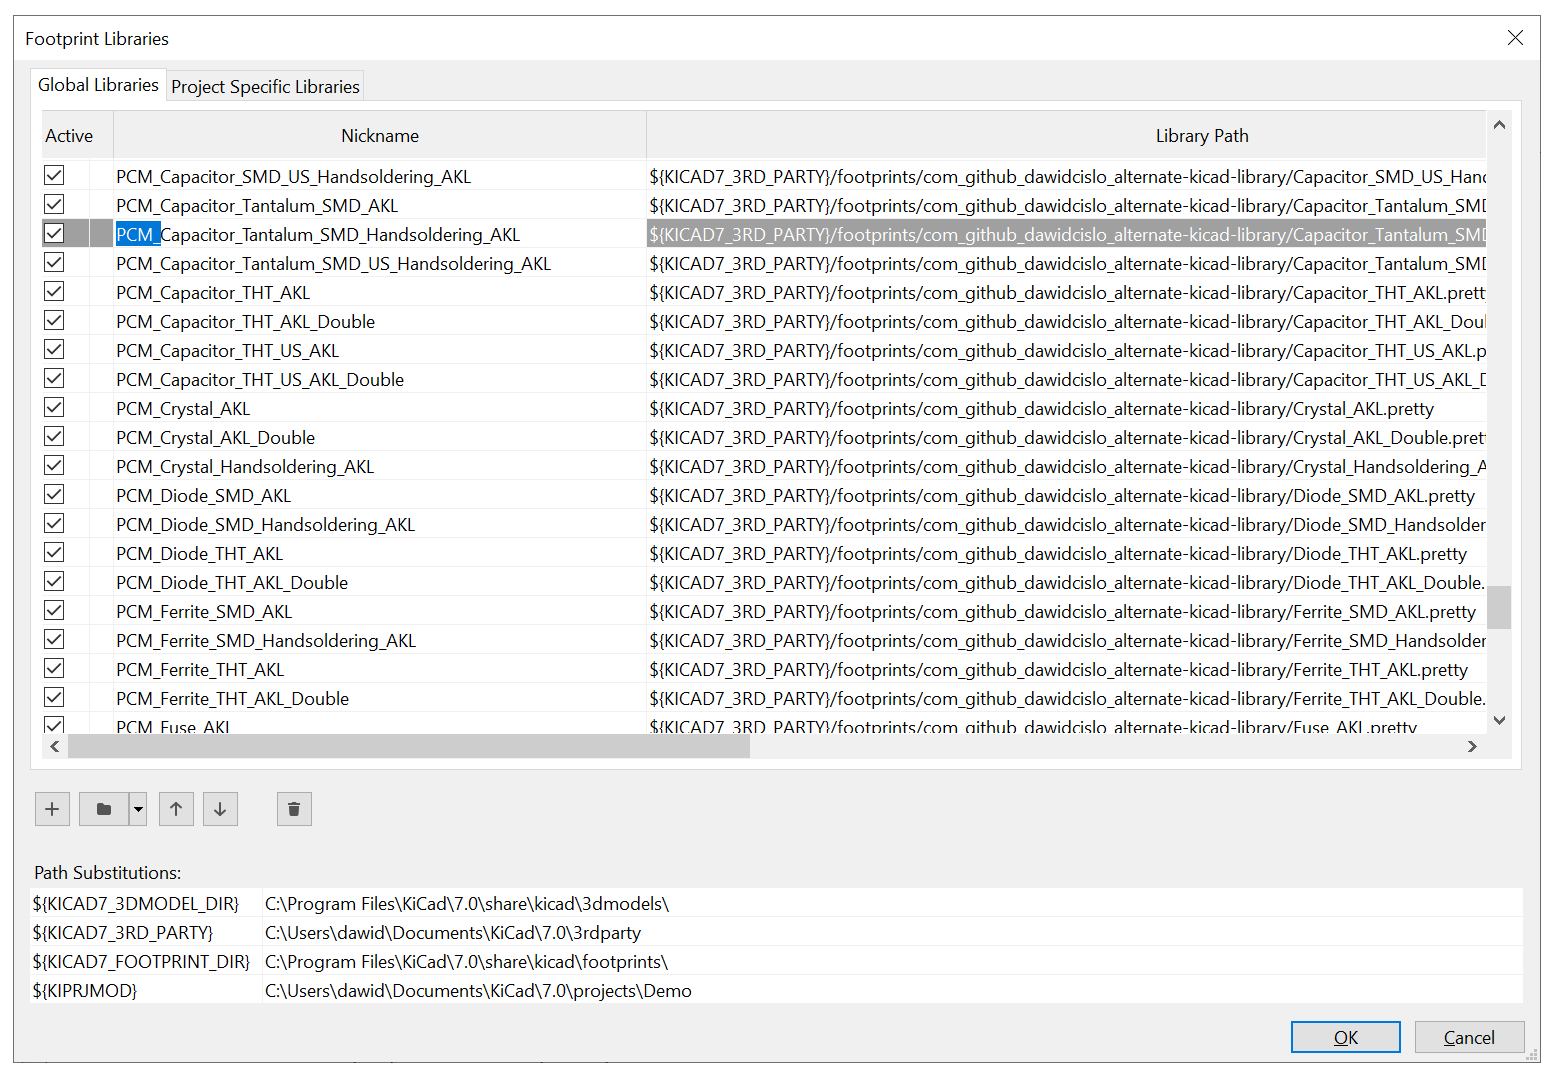 Footprint Libraries
Global Libraries Project Specific Libraries
Active Nickname Library Path
PCM_Capacitor_SMD_US_Handsoldering_AKL ${KICAD7_3RD_PARTY}/footprints/com_github_dawidcislo_alternate-kicad-library/Capacitor_SMD_US_Hand
PCM_Capacitor_Tantalum_SMD_AKL ${KICAD7_3RD_PARTY}/footprints/com_github_dawidcislo_alternate-kicad-library/Capacitor_Tantalum_SMD
PCM_Capacitor_Tantalum_SMD_Handsoldering_AKL ${KICAD7_3RD_PARTY}/footprints/com_github_dawidcislo_alternate-kicad-library/Capacitor_Tantalum_SMD
PCM_Capacitor_Tantalum_SMD_US_Handsoldering_AKL ${KICAD7_3RD_PARTY}/footprints/com_github_dawidcislo_alternate-kicad-library/Capacitor_Tantalum_SMD
PCM_Capacitor_THT_AKL ${KICAD7_3RD_PARTY}/footprints/com_github_dawidcislo_alternate-kicad-library/Capacitor_THT_AKL.pretty
PCM_Capacitor_THT_AKL_Double ${KICAD7_3RD_PARTY}/footprints/com_github_dawidcislo_alternate-kicad-library/Capacitor_THT_AKL_Doul
PCM_Capacitor_THT_US_AKL ${KICAD7_3RD_PARTY}/footprints/com_github_dawidcislo_alternate-kicad-library/Capacitor_THT_US_AKL.p
PCM_Capacitor_THT_US_AKL_Double ${KICAD7_3RD_PARTY}/footprints/com_github_dawidcislo_alternate-kicad-library/Capacitor_THT_US_AKL_D
PCM_Crystal_AKL ${KICAD7_3RD_PARTY}/footprints/com_github_dawidcislo_alternate-kicad-library/Crystal_AKL.pretty
PCM_Crystal_AKL_Double ${KICAD7_3RD_PARTY}/footprints/com_github_dawidcislo_alternate-kicad-library/Crystal_AKL_Double.pret
PCM_Crystal_Handsoldering_AKL ${KICAD7_3RD_PARTY}/footprints/com_github_dawidcislo_alternate-kicad-library/Crystal_Handsoldering_A
PCM_Diode_SMD_AKL ${KICAD7_3RD_PARTY}/footprints/com_github_dawidcislo_alternate-kicad-library/Diode_SMD_AKL.pretty
PCM_Diode_SMD_Handsoldering_AKL ${KICAD7_3RD_PARTY}/footprints/com_github_dawidcislo_alternate-kicad-library/Diode_SMD_Handsolder
PCM_Diode_THT_AKL ${KICAD7_3RD_PARTY}/footprints/com_github_dawidcislo_alternate-kicad-library/Diode_THT_AKL.pretty
PCM_Diode_THT_AKL_Double ${KICAD7_3RD_PARTY}/footprints/com_github_dawidcislo_alternate-kicad-library/Diode_THT_AKL_Double.
PCM_Ferrite_SMD_AKL ${KICAD7_3RD_PARTY}/footprints/com_github_dawidcislo_alternate-kicad-library/Ferrite_SMD_AKL.pretty
PCM_Ferrite_SMD_Handsoldering_AKL ${KICAD7_3RD_PARTY}/footprints/com_github_dawidcislo_alternate-kicad-library/Ferrite_SMD_Handsolder
PCM_Ferrite_THT_AKL ${KICAD7_3RD_PARTY}/footprints/com_github_dawidcislo_alternate-kicad-library/Ferrite_THT_AKL.pretty
PCM_Ferrite_THT_AKL_Double ${KICAD7_3RD_PARTY}/footprints/com_github_dawidcislo_alternate-kicad-library/Ferrite_THT_AKL_Double.
PCM_Fuse_AKL ${KICAD7_3RD_PARTY}/footprints/com_github_dawidcislo_alternate-kicad-library/Fuse_AKL.pretty
Path Substitutions:
${KICAD7_3DMODEL_DIR} C:\Program Files\KiCad\7.0\share\kicad\3dmodels\
${KICAD7_3RD_PARTY} C:\Users\dawid\Documents\KiCad\7.0\3rdparty
${KICAD7_FOOTPRINT_DIR} C:\Program Files\KiCad\7.0\share\kicad\footprints\
${KIPRJMOD} C:\Users\dawid\Documents\KiCad\7.0\projects\Demo
OK Cancel